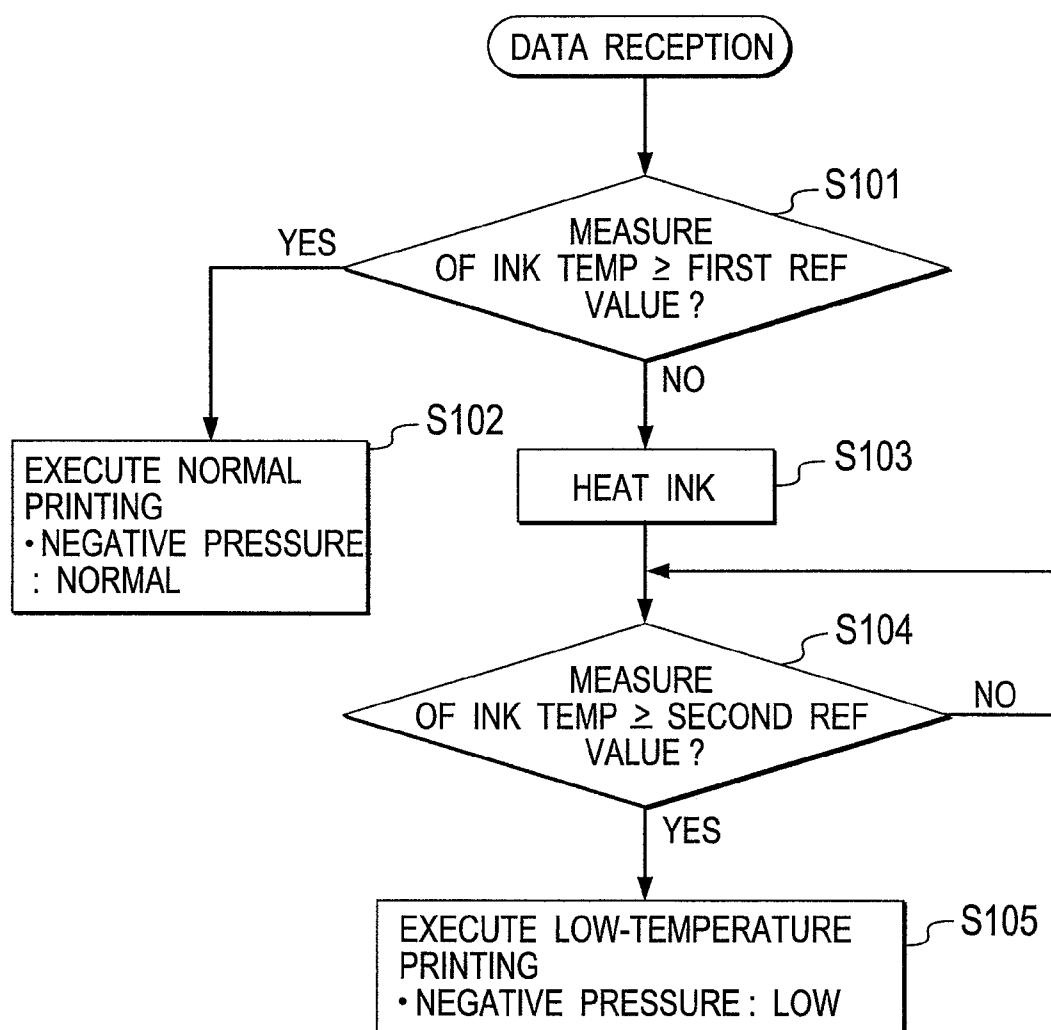 DATA RECEPTION
S101
MEASURE
OF INK TEMP ≥ FIRST REF
VALUE ?
YES
NO
S102
EXECUTE NORMAL
PRINTING
• NEGATIVE PRESSURE
: NORMAL
S103
HEAT INK
S104
MEASURE
OF INK TEMP ≥ SECOND REF
VALUE ?
NO
YES
S105
EXECUTE LOW-TEMPERATURE
PRINTING
• NEGATIVE PRESSURE : LOW